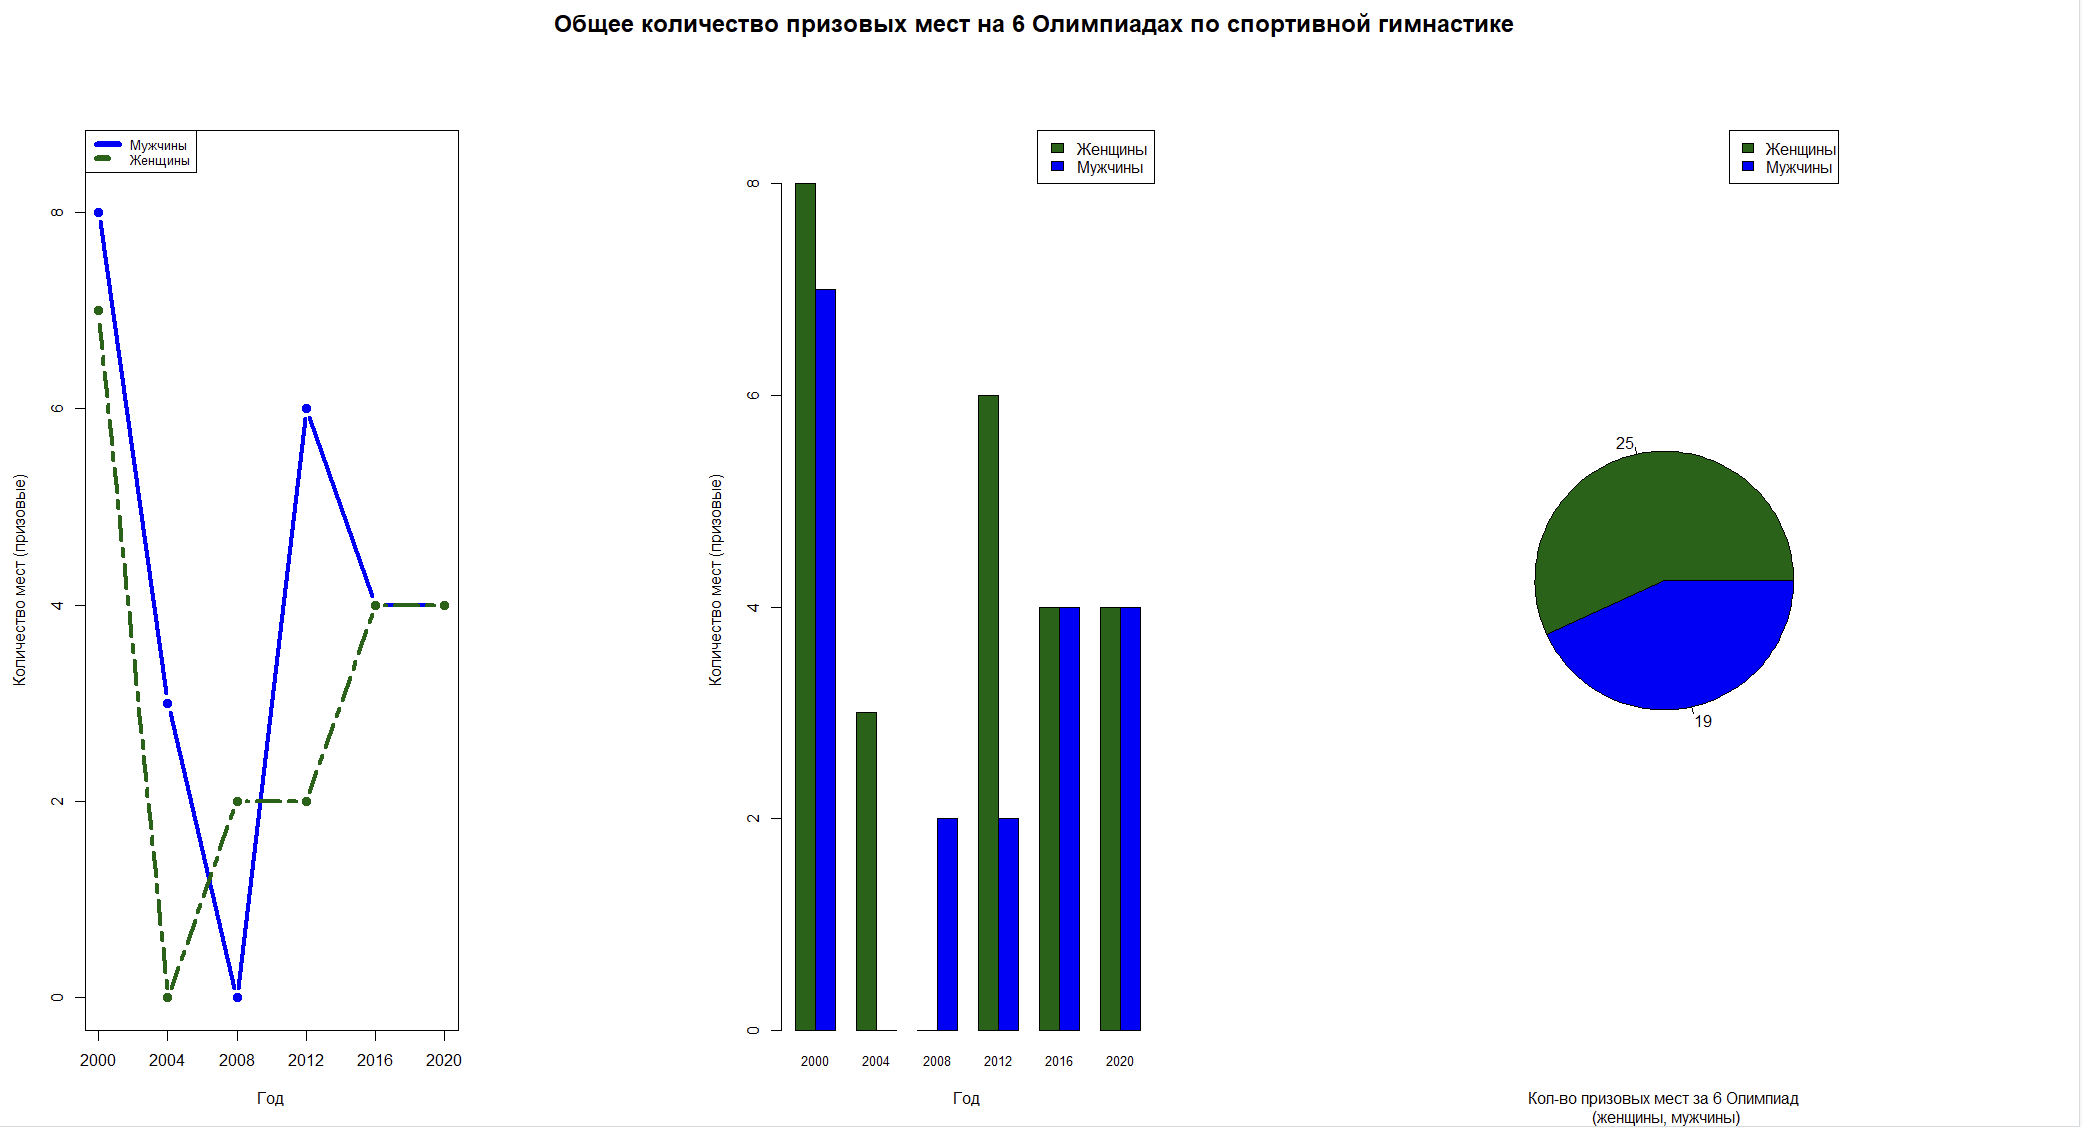 Общее количество призовых мест на 6 Олимпиадах по спортивной гимнастике
Мужчины
Женщины
8
6
4
2
0
Количество мест (призовые)
2000 2004 2008 2012 2016 2020
Год
Женщины
Мужчины
8
6
4
2
0
Количество мест (призовые)
2000 2004 2008 2012 2016 2020
Год
Женщины
Мужчины
25
19
Кол-во призовых мест за 6 Олимпиад
(женщины, мужчины)